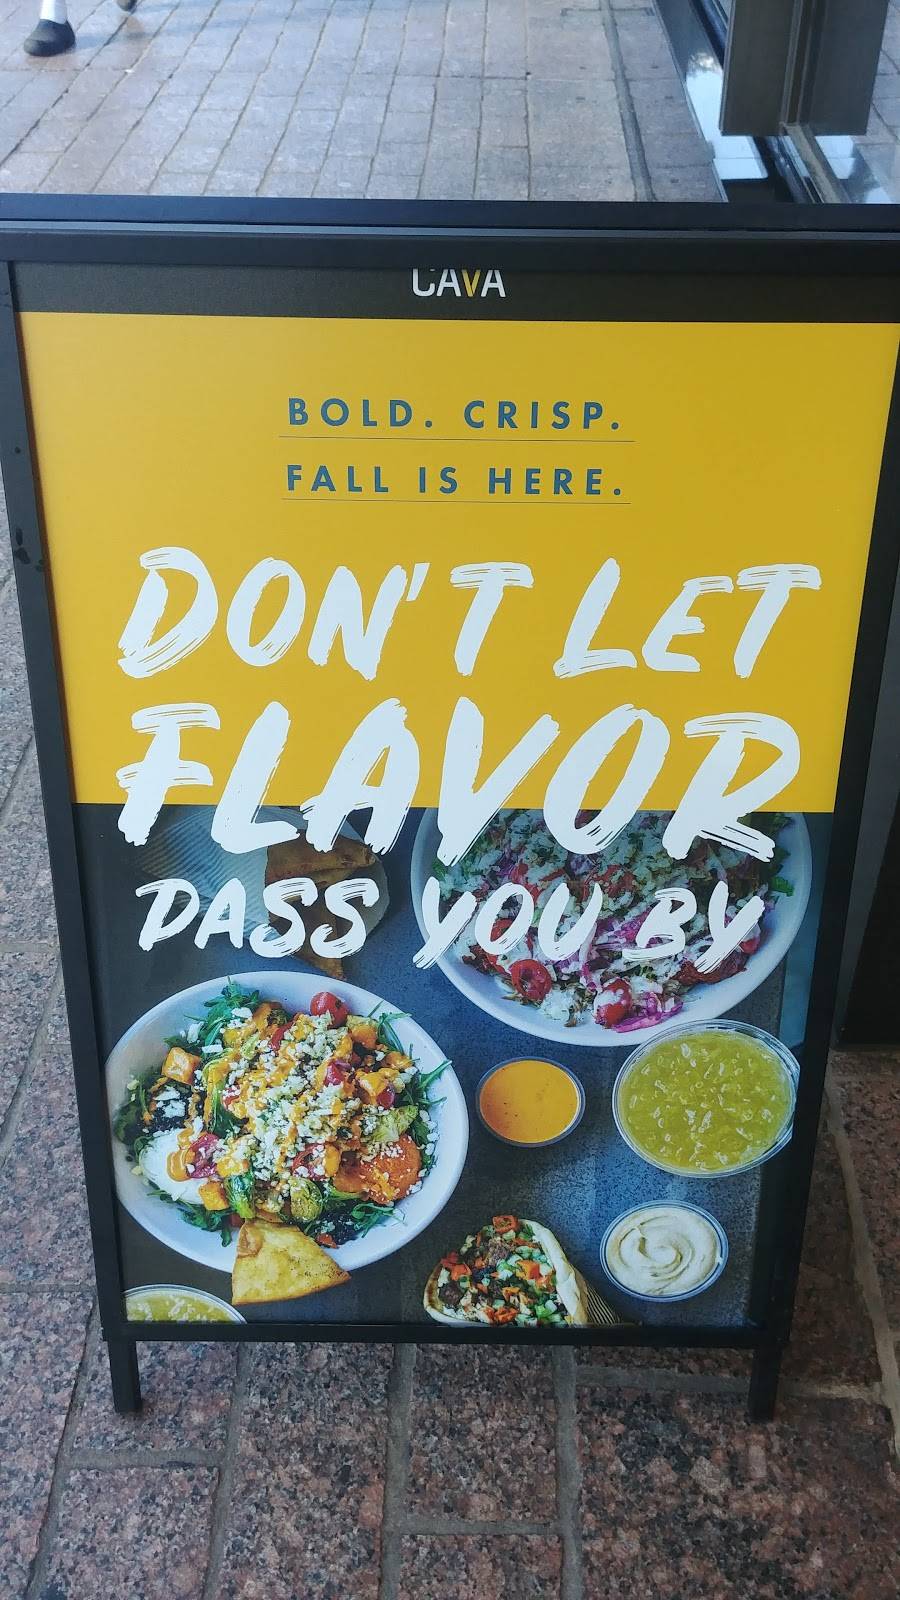 CAVA
BOLD. CRISP.
FALL IS HERE.
DON'T LET
FLAVOR
PASS YOU BY